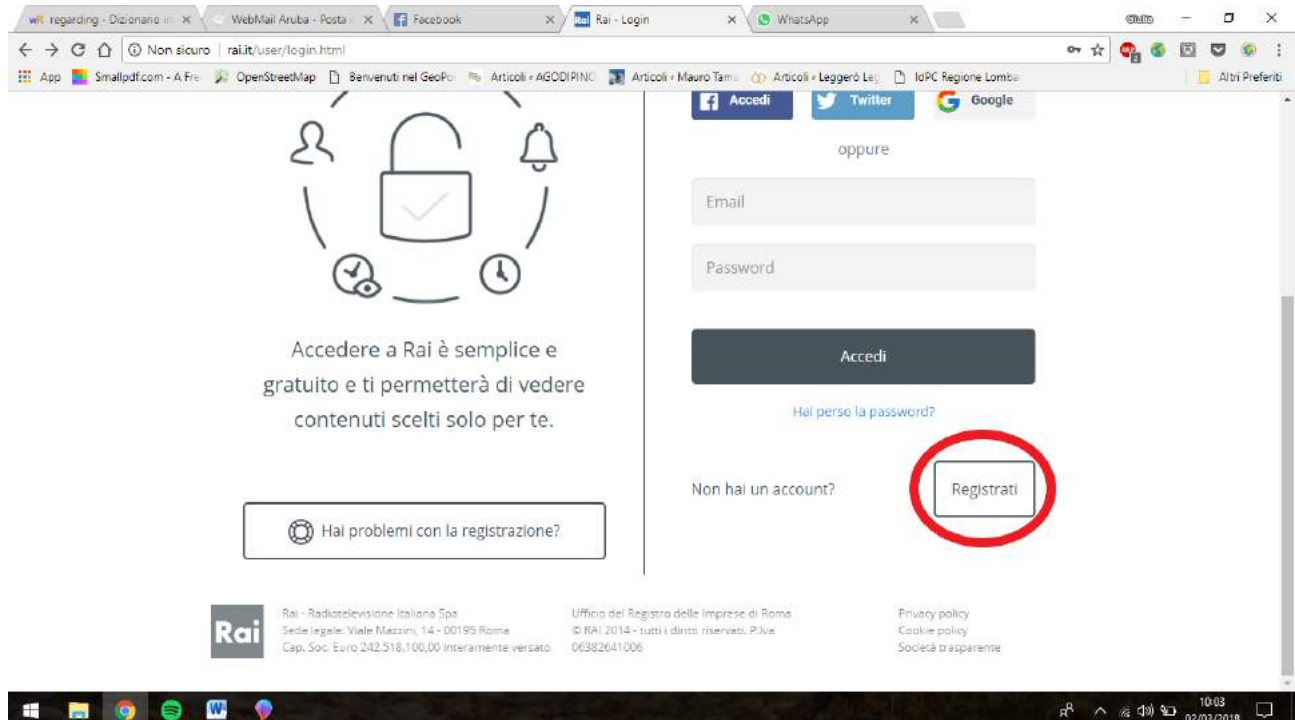 regarding - Dizionario in
WebMail Aruba - Posta
Facebook
Rai - Login
WhatsApp
Non sicuro | rai.it/user/login.html
App
Smallpdf.com - A Fre
OpenStreetMap
Benvenuti nel GeoPo
Articoli ‹ AGODIPINC
Articoli ‹ Mauro Tam
Articoli ‹ Leggerò Leg
IdPC Regione Lomba
Altri Preferiti
Accedi
Twitter
Google
oppure
Email
Password
Accedere a Rai è semplice e
gratuito e ti permetterà di vedere
contenuti scelti solo per te.
Accedi
Hai perso la password?
Non hai un account?
Registrati
Hai problemi con la registrazione?
Rai
Rai - Radiotelevisione Italiana Spa
Sede legale: Viale Mazzini, 14 - 00195 Roma
Cap. Soc. Euro 242.518.100,00 interamente versato
Ufficio del Registro delle Imprese di Roma
© RAI 2014 - tutti i diritti riservati. P.Iva
06382641006
Privacy policy
Cookie policy
Società trasparente
10:03
02/02/2018